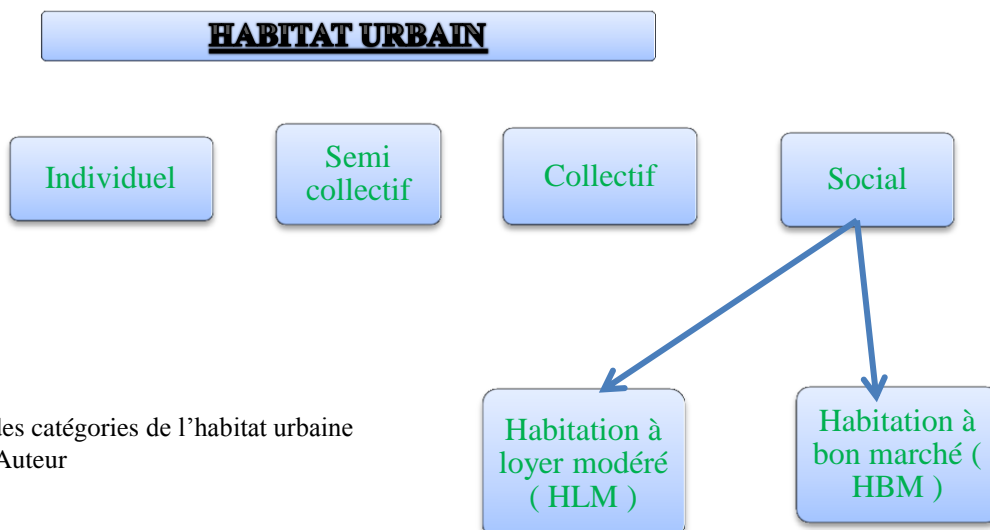 HABITAT URBAIN
Individuel
Semi
collectif
Collectif
Social
des catégories de l’habitat urbaine
Auteur
Habitation à
loyer modéré
( HLM )
Habitation à
bon marché (
HBM )